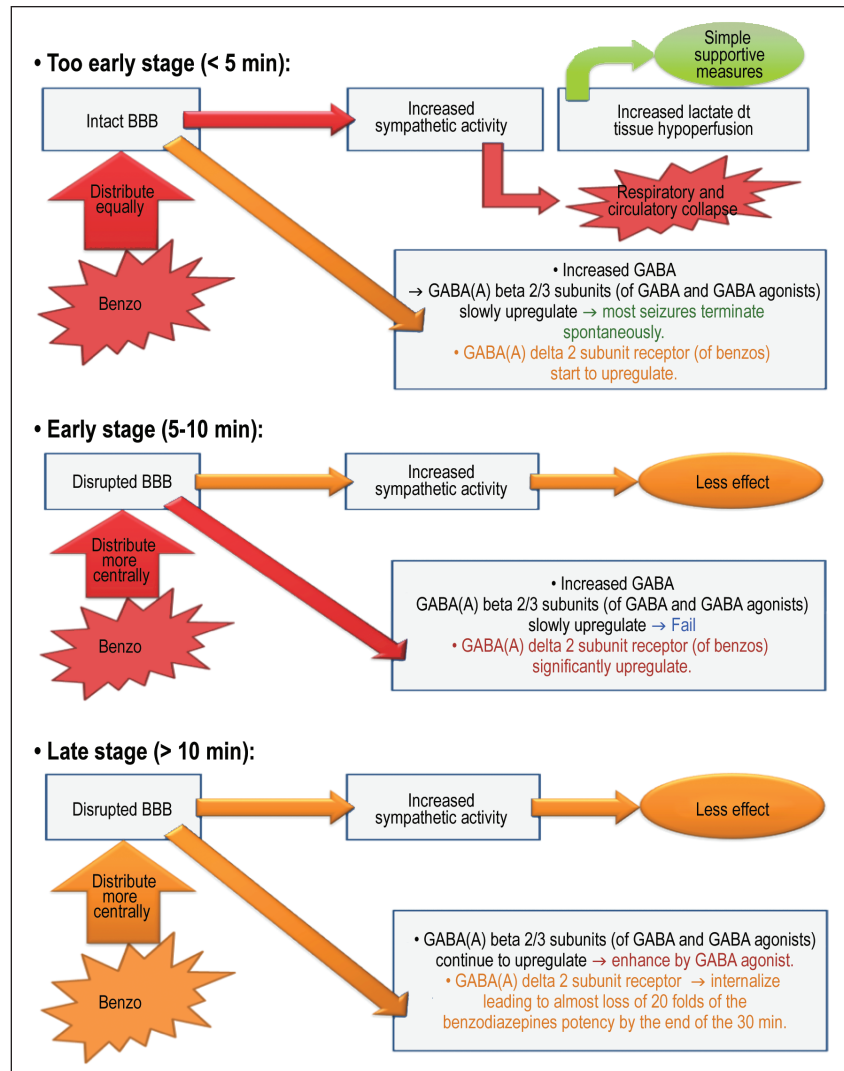 • Too early stage (< 5 min):
Simple
supportive
measures
Intact BBB
Increased
sympathetic activity
Increased lactate dt
tissue hypoperfusion
Distribute
equally
Respiratory and
circulatory collapse
Benzo
• Increased GABA
→ GABA(A) beta 2/3 subunits (of GABA and GABA agonists)
slowly upregulate → most seizures terminate
spontaneously.
• GABA(A) delta 2 subunit receptor (of benzos)
start to upregulate.
• Early stage (5-10 min):
Disrupted BBB
Increased
sympathetic activity
Less effect
Distribute
more
centrally
Benzo
• Increased GABA
GABA(A) beta 2/3 subunits (of GABA and GABA agonists)
slowly upregulate → Fail
• GABA(A) delta 2 subunit receptor (of benzos)
significantly upregulate.
• Late stage (> 10 min):
Disrupted BBB
Increased
sympathetic activity
Less effect
Distribute
more
centrally
Benzo
• GABA(A) beta 2/3 subunits (of GABA and GABA agonists)
continue to upregulate → enhance by GABA agonist.
• GABA(A) delta 2 subunit receptor → internalize
leading to almost loss of 20 folds of the
benzodiazepines potency by the end of the 30 min.